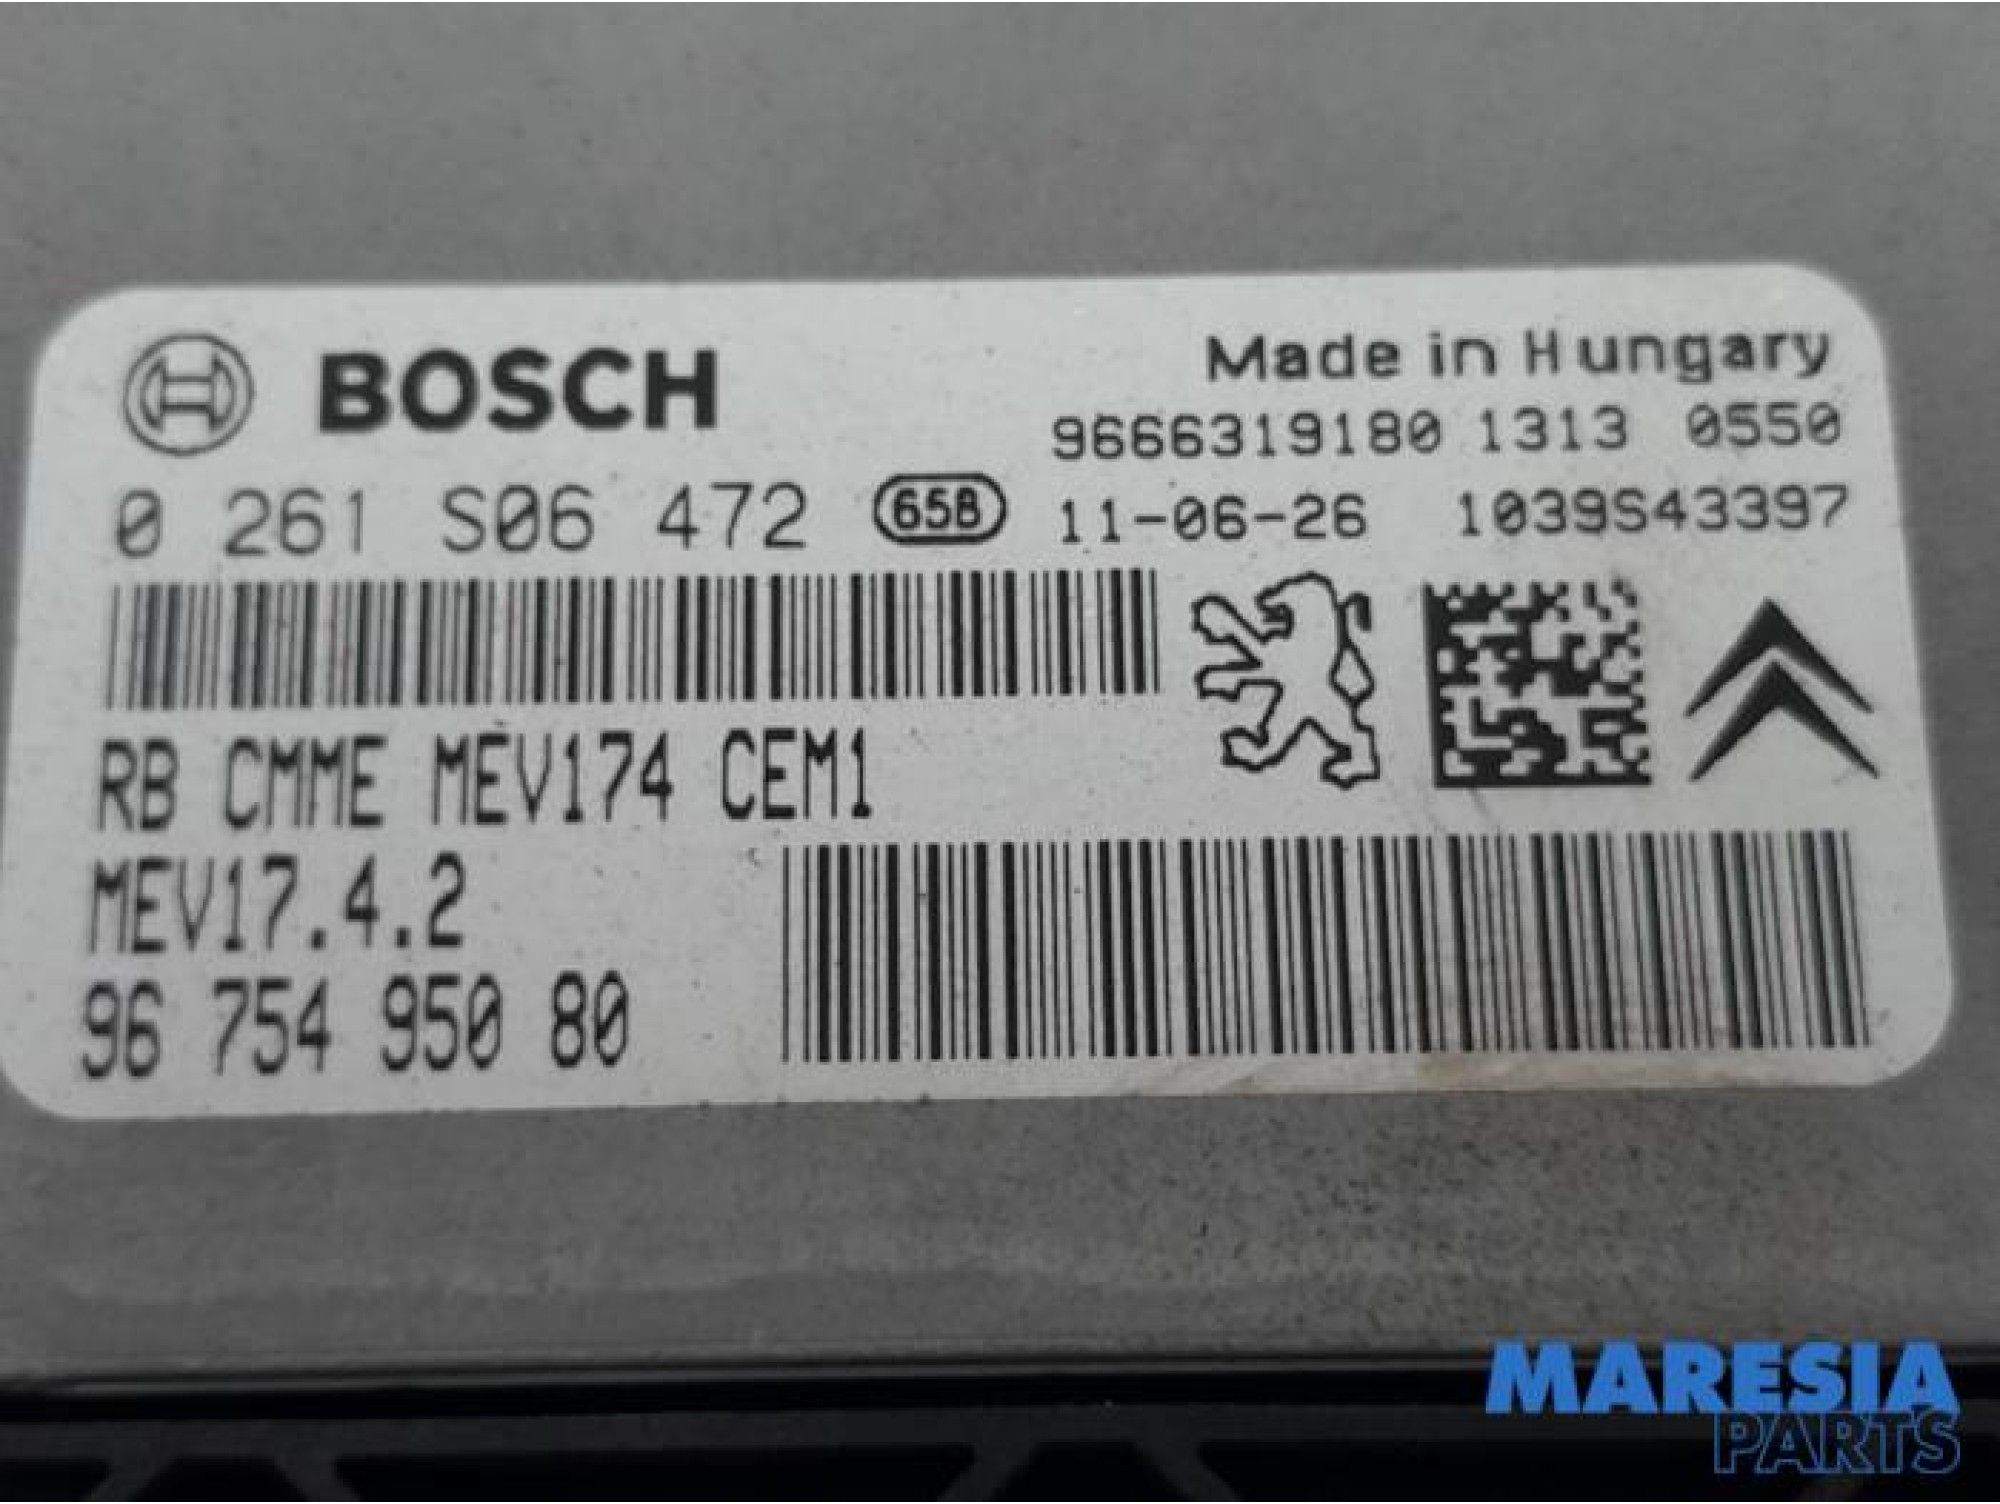 BOSCH
Made in Hungary
9666319180 1313 0550
0 261 S06 472 65B 11-06-26 1039S43397
RB CMME MEV174 CEM1
MEV17.4.2
96 754 950 80
MARESIA
PARTS